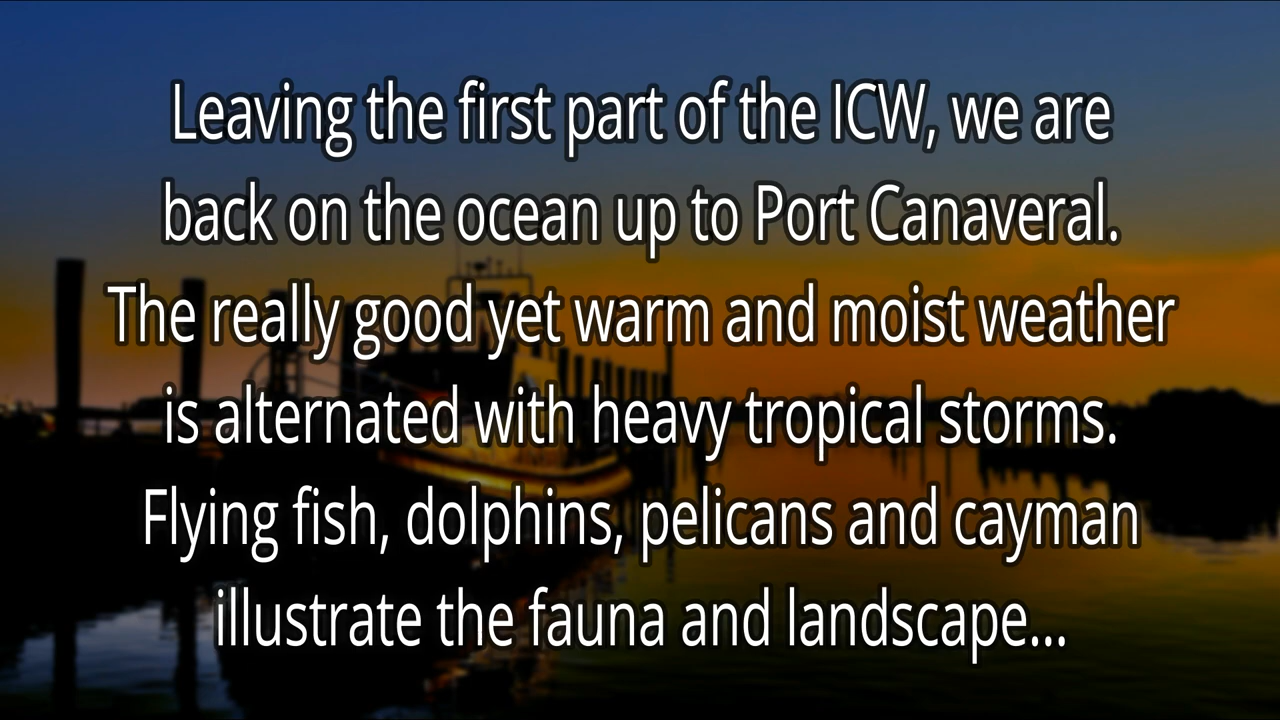 Leaving the first part of the ICW, we are
back on the ocean up to Port Canaveral.
The really good yet warm and moist weather
is alternated with heavy tropical storms.
Flying fish, dolphins, pelicans and cayman
illustrate the fauna and landscape...